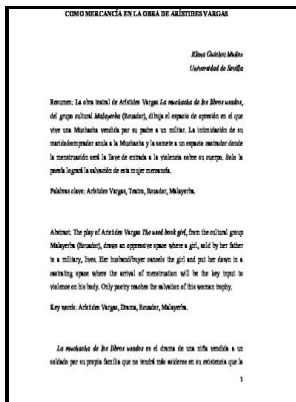 COMO MERCANCÍA EN LA OBRA DE ARÍSTIDES VARGAS
Elena Guichot Muñoz
Universidad de Sevilla
Resumen: La obra teatral de Arístides Vargas La muchacha de los libros usados,
del grupo cultural Malayerba (Ecuador), dibuja el espacio de opresión en el que
vive una Muchacha vendida por su padre a un militar. La intimidación de su
marido/comprador anula a la Muchacha y la somete a un espacio castrador donde
la menstruación será la llave de entrada a la violencia sobre su cuerpo. Solo la
poesía logrará la salvación de esta mujer mercancía.
Palabras clave: Arístides Vargas, Teatro, Ecuador, Malayerba.
Abstract: The play of Arístides Vargas The used book girl, from the cultural group
Malayerba (Ecuador), draws an oppressive space where a girl, sold by her father
to a military, lives. Her husband/buyer cancels the girl and put her down in a
castrating space where the arrival of menstruation will be the key input to
violence on his body. Only poetry reaches the salvation of this woman trophy.
Key words: Arístides Vargas, Drama, Ecuador, Malayerba.
La muchacha de los libros usados es el drama de una niña vendida a un
soldado por su propia familia que no tendrá más asideros en su existencia que la
1